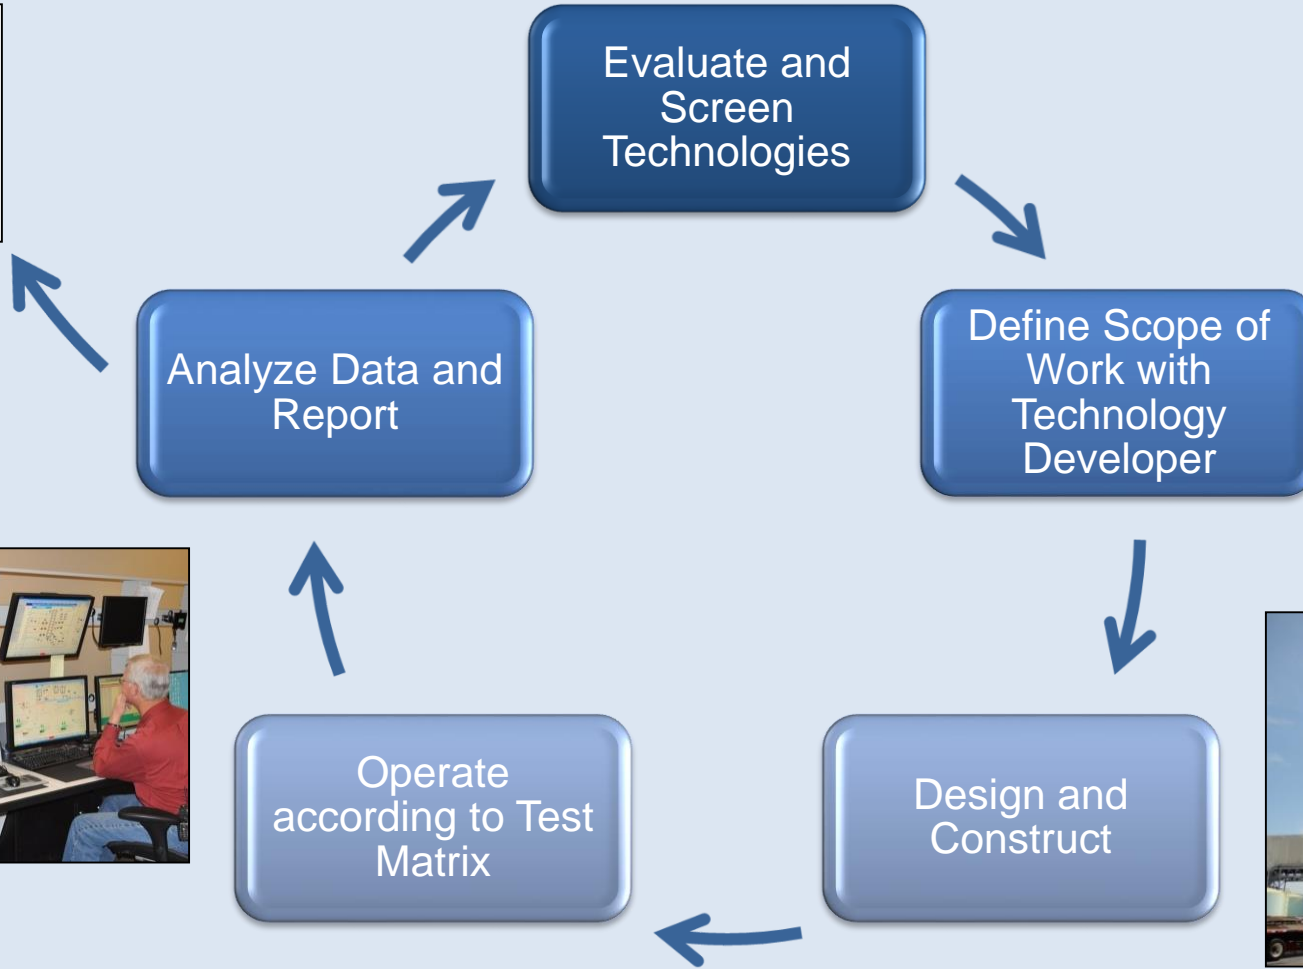 Evaluate and
Screen
Technologies
Define Scope of
Work with
Technology
Developer
Design and
Construct
Operate
according to Test
Matrix
Analyze Data and
Report